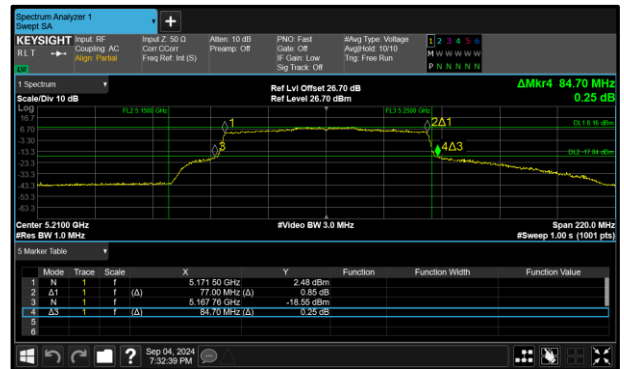 Spectrum Analyzer 1
Swept SA
+
KEYSIGHT Input: RF Input Z: 50 Ω Atten: 10 dB PNO: Fast #Avg Type: Voltage 1 2 3 4 5 6
RLT Coupling: AC Corr CCorr Preamp: Off Gate: Off Avg|Hold: 10/10 M W W W W W
Align: Partial Freq Ref: Int (S) IF Gain: Low Trig: Free Run
Sig Track: Off P N N N N N
1 Spectrum Ref Lvl Offset 26.70 dB ΔMkr4 84.70 MHz
Scale/Div 10 dB Ref Level 26.70 dBm 0.25 dB
Log
16.7 FL2 5.1500 GHz FL3 5.2500 GHz
6.70 1 2Δ1 DL1 8.16 dBm
-3.30
-13.3 3 4Δ3 DL2 -17.84 dBm
-23.3
-33.3
-43.3
-53.3
-63.3
Center 5.2100 GHz #Video BW 3.0 MHz Span 220.0 MHz
#Res BW 1.0 MHz #Sweep 1.00 s (1001 pts)
5 Marker Table
Mode Trace Scale X Y Function Function Width Function Value
1 N 1 f 5.171 50 GHz 2.48 dBm
2 Δ1 1 f (Δ) 77.00 MHz (Δ) 0.85 dB
3 N 1 f 5.167 76 GHz -18.55 dBm
4 Δ3 1 f (Δ) 84.70 MHz (Δ) 0.25 dB
5
6
? Sep 04, 2024
7:32:39 PM